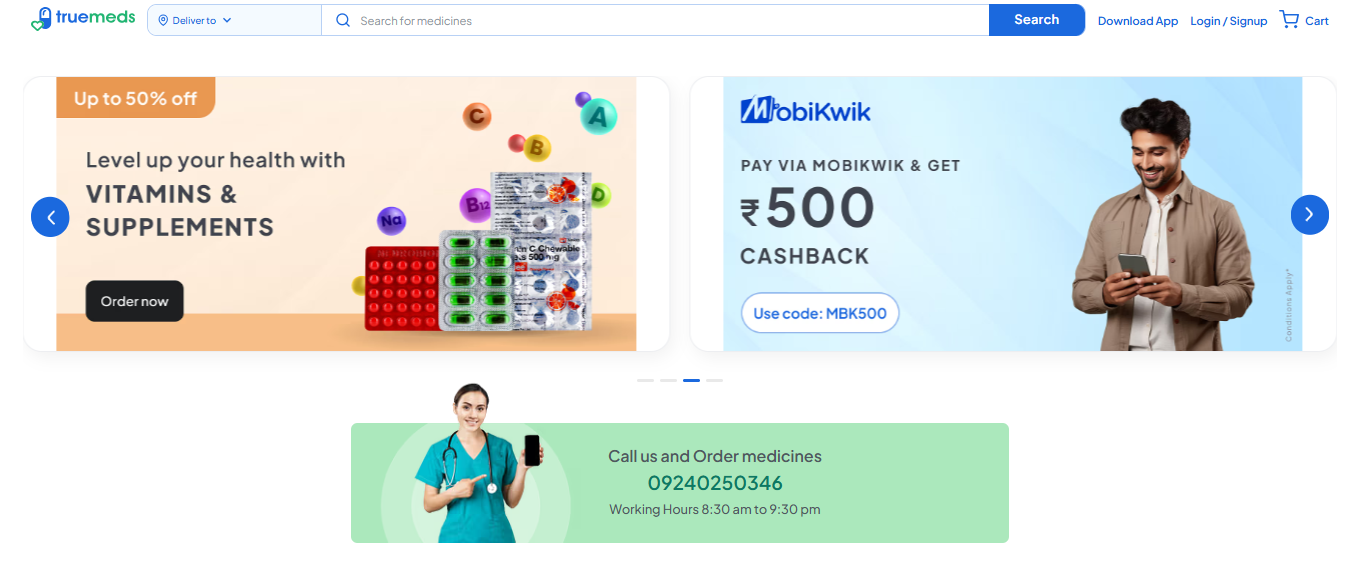 truemeds
Deliver to
Search for medicines
Search
Download App
Login / Signup
Cart
Up to 50% off
Level up your health with
VITAMINS &
SUPPLEMENTS
Order now
C
A
B
D
B12
Na
C Chewable
500 mg
MobiKwik
PAY VIA MOBIKWIK & GET
₹500
CASHBACK
Use code: MBK500
Conditions Apply*
Call us and Order medicines
09240250346
Working Hours 8:30 am to 9:30 pm